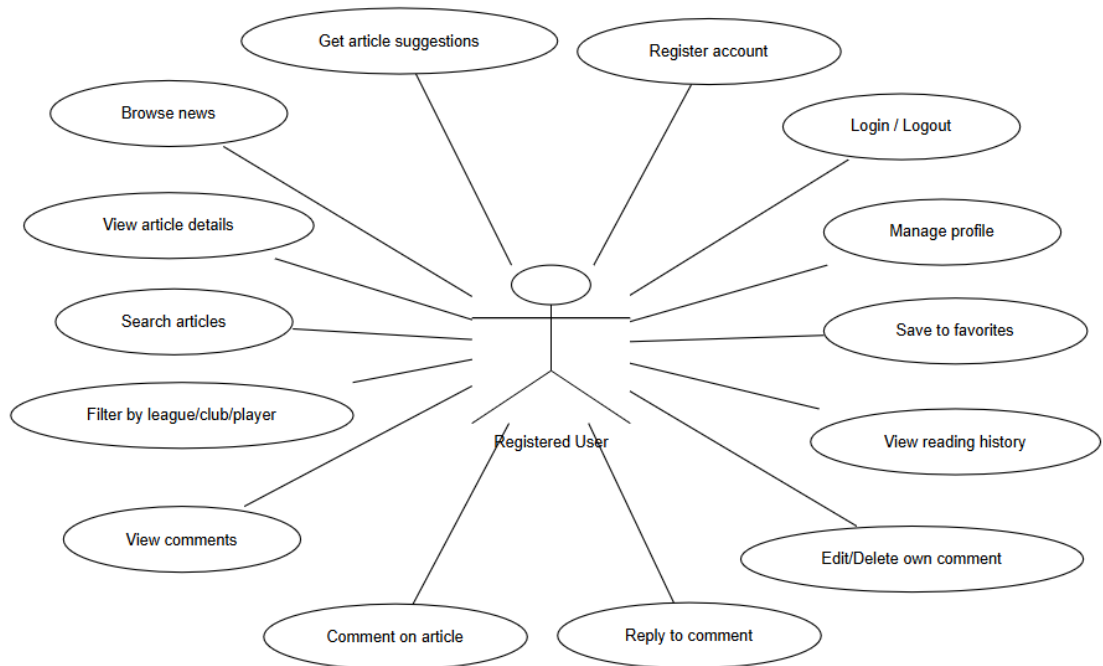 Get article suggestions
Register account
Browse news
Login / Logout
View article details
Manage profile
Search articles
Save to favorites
Filter by league/club/player
Registered User
View reading history
View comments
Edit/Delete own comment
Comment on article
Reply to comment